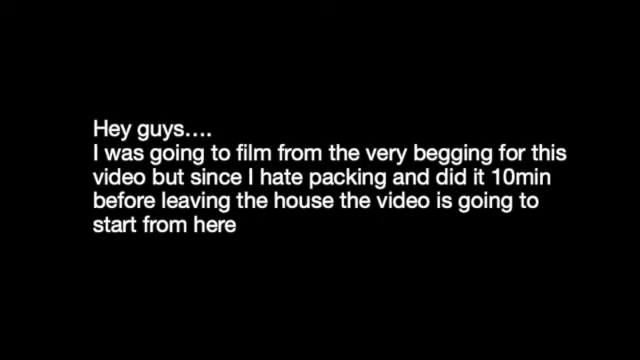 Hey guys....
I was going to film from the very begging for this
video but since I hate packing and did it 10min
before leaving the house the video is going to
start from here